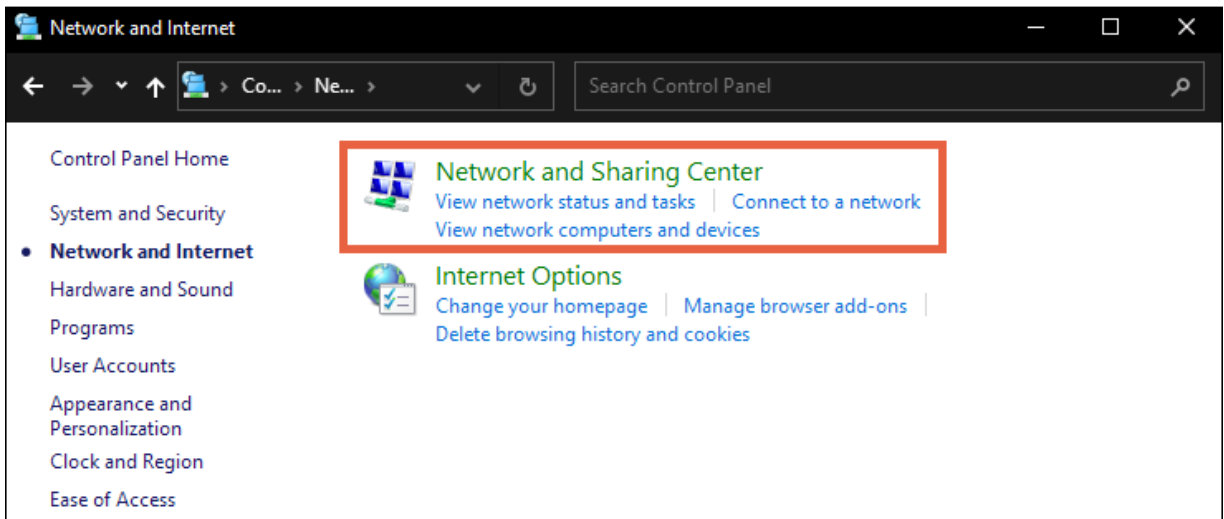 Network and Internet
Co... > Ne... >
Search Control Panel
Control Panel Home
System and Security
Network and Internet
Hardware and Sound
Programs
User Accounts
Appearance and
Personalization
Clock and Region
Ease of Access
Network and Sharing Center
View network status and tasks | Connect to a network
View network computers and devices
Internet Options
Change your homepage | Manage browser add-ons |
Delete browsing history and cookies